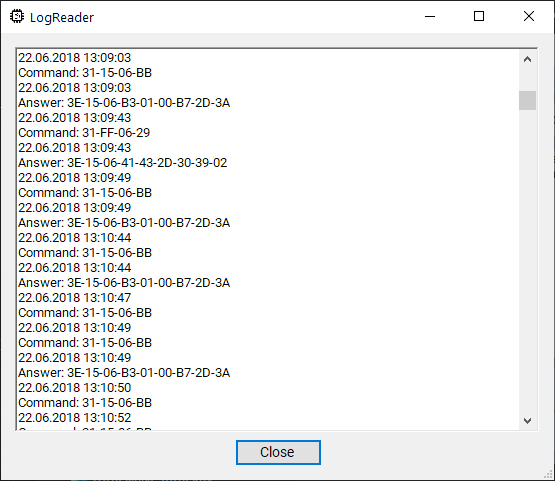 LogReader
22.06.2018 13:09:03
Command: 31-15-06-BB
22.06.2018 13:09:03
Answer: 3E-15-06-B3-01-00-B7-2D-3A
22.06.2018 13:09:43
Command: 31-FF-06-29
22.06.2018 13:09:43
Answer: 3E-15-06-41-43-2D-30-39-02
22.06.2018 13:09:49
Command: 31-15-06-BB
22.06.2018 13:09:49
Answer: 3E-15-06-B3-01-00-B7-2D-3A
22.06.2018 13:10:44
Command: 31-15-06-BB
22.06.2018 13:10:44
Answer: 3E-15-06-B3-01-00-B7-2D-3A
22.06.2018 13:10:47
Command: 31-15-06-BB
22.06.2018 13:10:49
Command: 31-15-06-BB
22.06.2018 13:10:49
Answer: 3E-15-06-B3-01-00-B7-2D-3A
22.06.2018 13:10:50
Command: 31-15-06-BB
22.06.2018 13:10:52
Command: 31-15-06-BB
Close